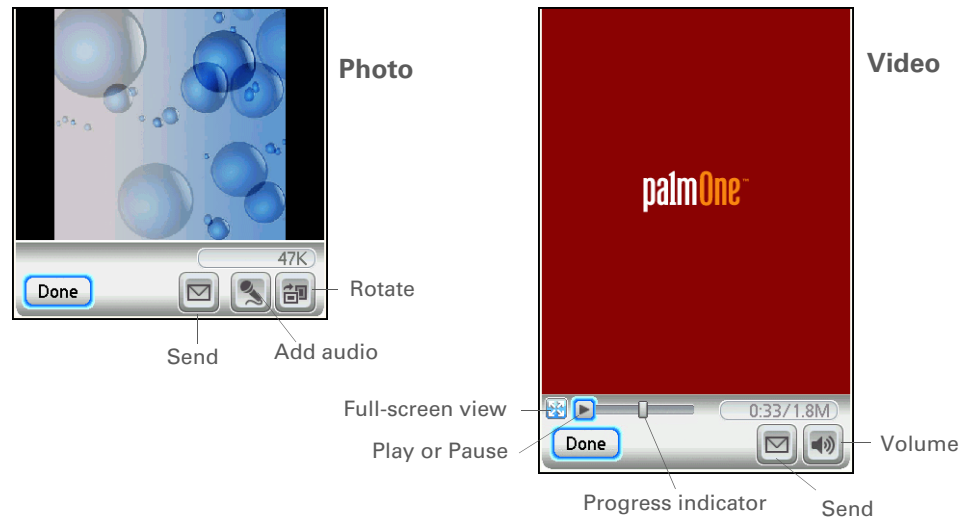 Photo
47K
Done
Rotate
Send
Add audio
Video
palmOne™
Full-screen view
0:33/1.8M
Play or Pause
Done
Volume
Progress indicator
Send